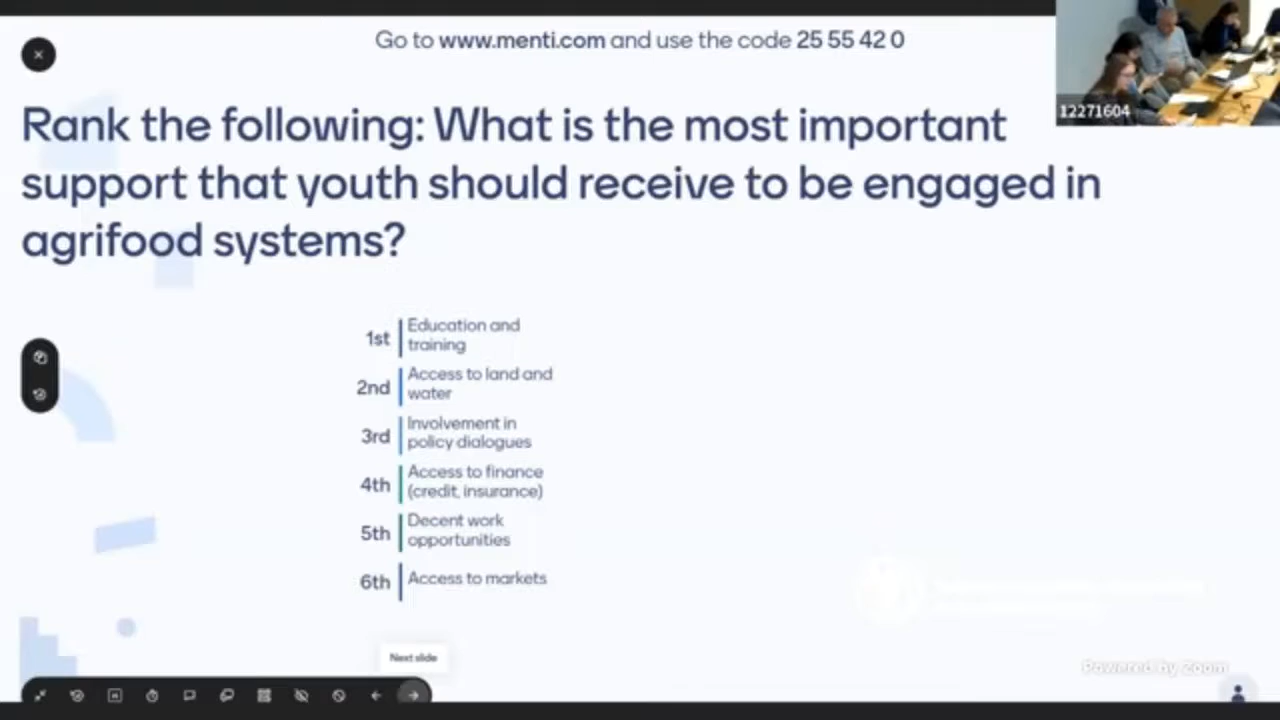 Go to www.menti.com and use the code 25 55 42 0
12271604
Rank the following: What is the most important
support that youth should receive to be engaged in
agrifood systems?
1st
Education and
training
2nd
Access to land and
water
3rd
Involvement in
policy dialogues
4th
Access to finance
(credit, insurance)
5th
Decent work
opportunities
6th
Access to markets
Next slide
Powered by Zoom